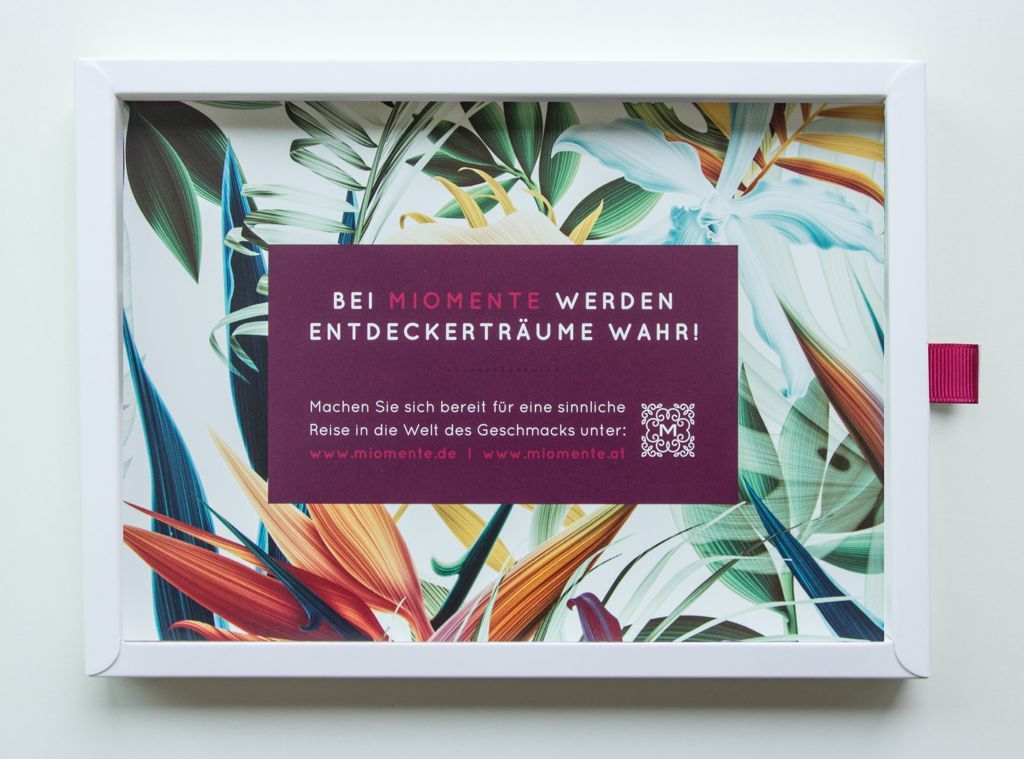 BEI MIOMENTE WERDEN
ENTDECKERTRÄUME WAHR!
Machen Sie sich bereit für eine sinnliche
Reise in die Welt des Geschmacks unter:
www.miomente.de | www.miomente.at
M